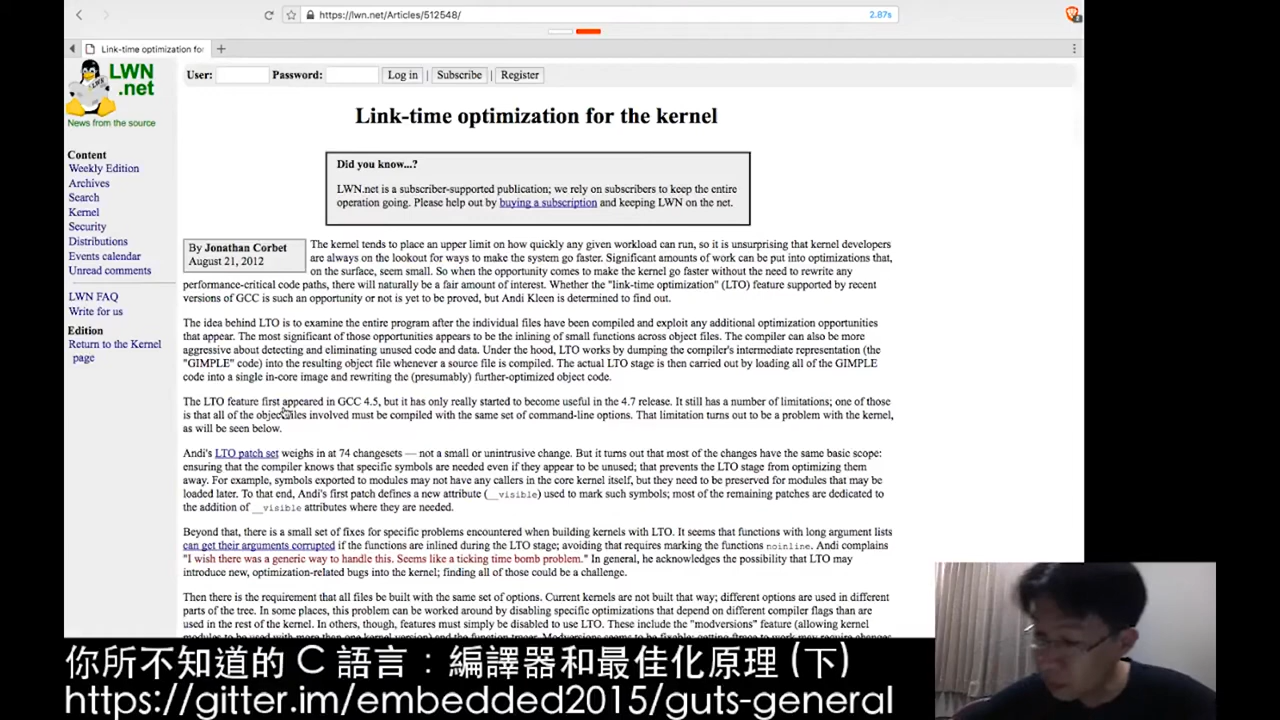 https://lwn.net/Articles/512548/
2.87s
Link-time optimization for
LWN
.net
News from the source
User:
Password:
Log in | Subscribe | Register
Content
Weekly Edition
Archives
Search
Kernel
Security
Distributions
Events calendar
Unread comments
LWN FAQ
Write for us
Edition
Return to the Kernel
page
Link-time optimization for the kernel
Did you know...?
LWN.net is a subscriber-supported publication; we rely on subscribers to keep the entire
operation going. Please help out by buying a subscription and keeping LWN on the net.
By Jonathan Corbet
August 21, 2012
The kernel tends to place an upper limit on how quickly any given workload can run, so it is unsurprising that kernel developers
are always on the lookout for ways to make the system go faster. Significant amounts of work can be put into optimizations that,
on the surface, seem small. So when the opportunity comes to make the kernel go faster without the need to rewrite any
performance-critical code paths, there will naturally be a fair amount of interest. Whether the "link-time optimization" (LTO) feature supported by recent
versions of GCC is such an opportunity or not is yet to be proved, but Andi Kleen is determined to find out.
The idea behind LTO is to examine the entire program after the individual files have been compiled and exploit any additional optimization opportunities
that appear. The most significant of those opportunities appears to be the inlining of small functions across object files. The compiler can also be more
aggressive about detecting and eliminating unused code and data. Under the hood, LTO works by dumping the compiler's intermediate representation (the
"GIMPLE" code) into the resulting object file whenever a source file is compiled. The actual LTO stage is then carried out by loading all of the GIMPLE
code into a single in-core image and rewriting the (presumably) further-optimized object code.
The LTO feature first appeared in GCC 4.5, but it has only really started to become useful in the 4.7 release. It still has a number of limitations; one of those
is that all of the object files involved must be compiled with the same set of command-line options. That limitation turns out to be a problem with the kernel,
as will be seen below.
Andi's LTO patch set weighs in at 74 changesets — not a small or unintrusive change. But it turns out that most of the changes have the same basic scope:
ensuring that the compiler knows that specific symbols are needed even if they appear to be unused; that prevents the LTO stage from optimizing them
away. For example, symbols exported to modules may not have any callers in the core kernel itself, but they need to be preserved for modules that may be
loaded later. To that end, Andi's first patch defines a new attribute (__visible) used to mark such symbols; most of the remaining patches are dedicated to
the addition of __visible attributes where they are needed.
Beyond that, there is a small set of fixes for specific problems encountered when building kernels with LTO. It seems that functions with long argument lists
can get their arguments corrupted if the functions are inlined during the LTO stage; avoiding that requires marking the functions noinline. Andi complains
"I wish there was a generic way to handle this. Seems like a ticking time bomb problem." In general, he acknowledges the possibility that LTO may
introduce new, optimization-related bugs into the kernel; finding all of those could be a challenge.
Then there is the requirement that all files be built with the same set of options. Current kernels are not built that way; different options are used in different
parts of the tree. In some places, this problem can be worked around by disabling specific optimizations that depend on different compiler flags than are
used in the rest of the kernel. In others, though, features must simply be disabled to use LTO. These include the "modversions" feature (allowing kernel
modules to be used with more than one kernel version) and the function tracer. Modversions seems to be fixable; getting ftrace to work may require changes
你所不知道的 C 語言：編譯器和最佳化原理 (下)
https://gitter.im/embedded2015/guts-general